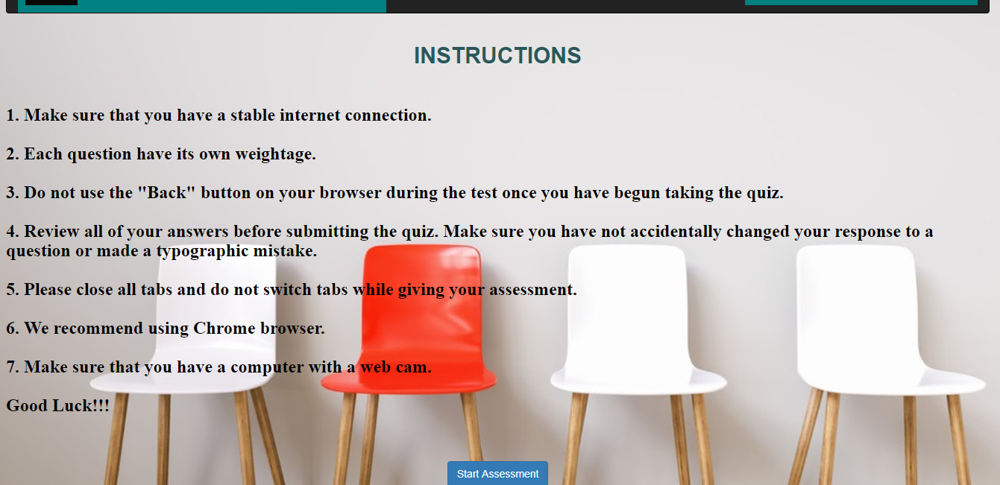 INSTRUCTIONS
1. Make sure that you have a stable internet connection.
2. Each question have its own weightage.
3. Do not use the "Back" button on your browser during the test once you have begun taking the quiz.
4. Review all of your answers before submitting the quiz. Make sure you have not accidentally changed your response to a
question or made a typographic mistake.
5. Please close all tabs and do not switch tabs while giving your assessment.
6. We recommend using Chrome browser.
7. Make sure that you have a computer with a web cam.
Good Luck!!!
Start Assessment